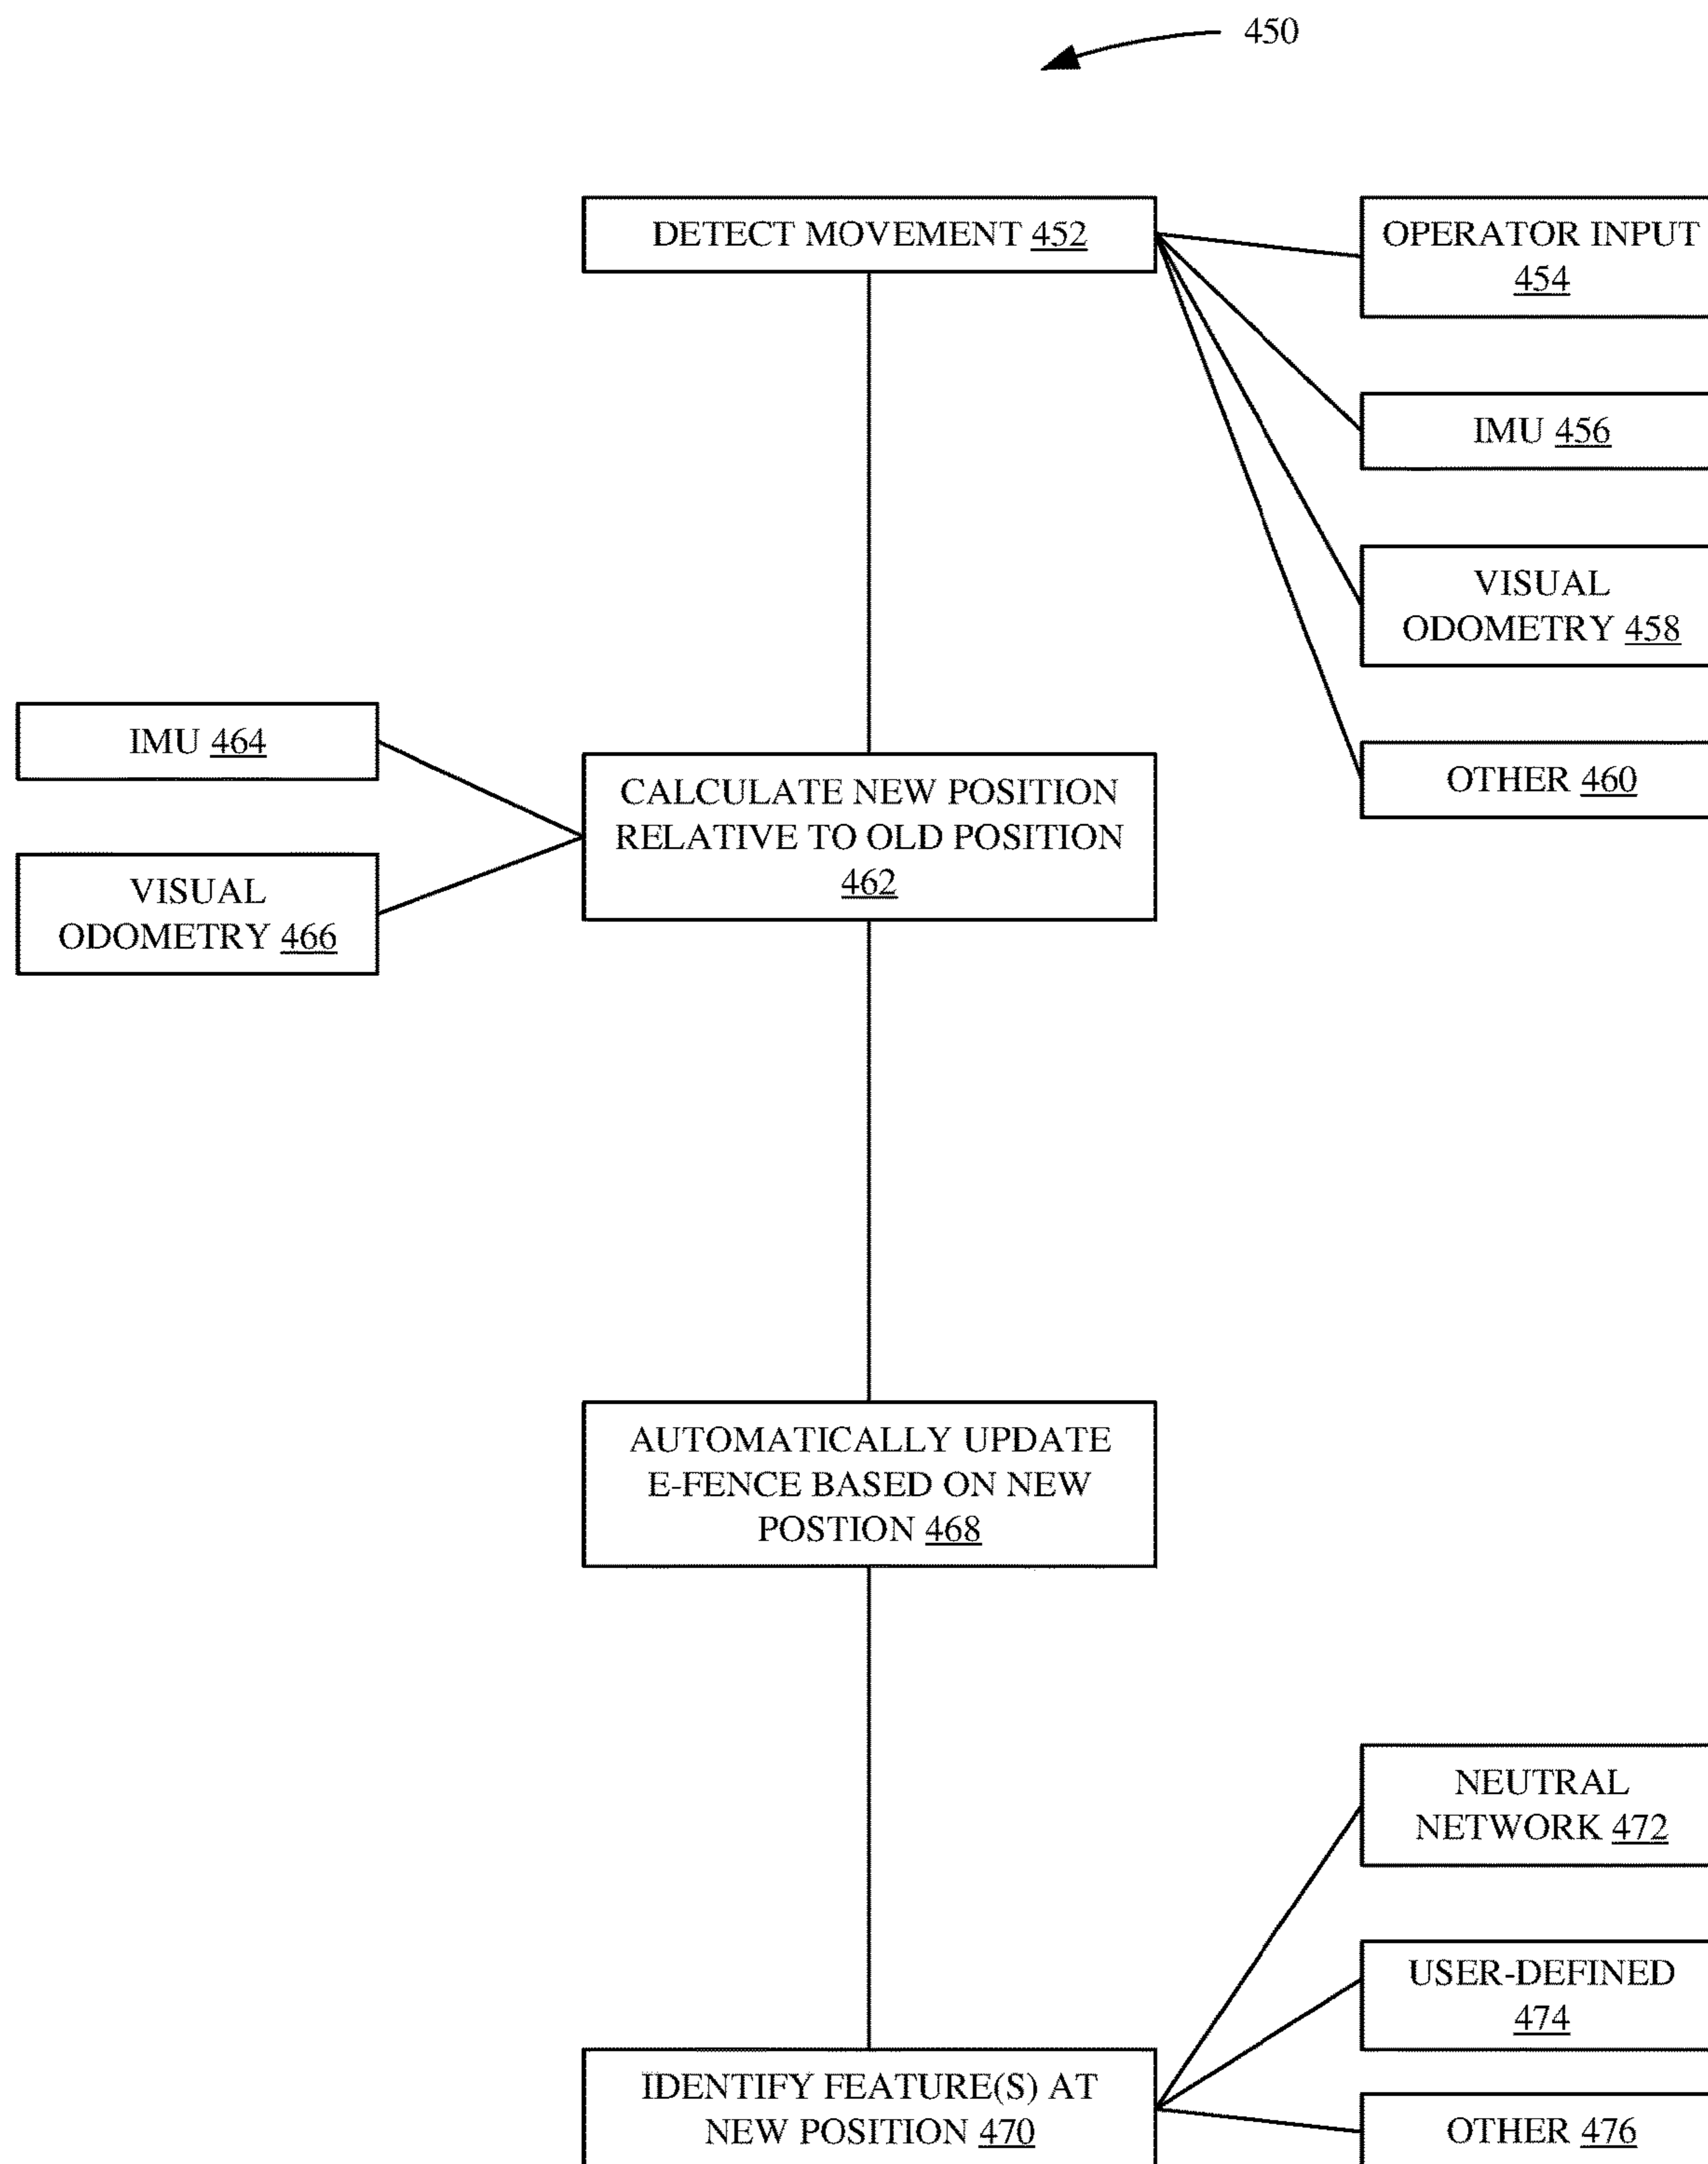 450
DETECT MOVEMENT 452
OPERATOR INPUT
454
IMU 456
VISUAL
ODOMETRY 458
OTHER 460
IMU 464
VISUAL
ODOMETRY 466
CALCULATE NEW POSITION
RELATIVE TO OLD POSITION
462
AUTOMATICALLY UPDATE
E-FENCE BASED ON NEW
POSTION 468
NEUTRAL
NETWORK 472
USER-DEFINED
474
OTHER 476
IDENTIFY FEATURE(S) AT
NEW POSITION 470